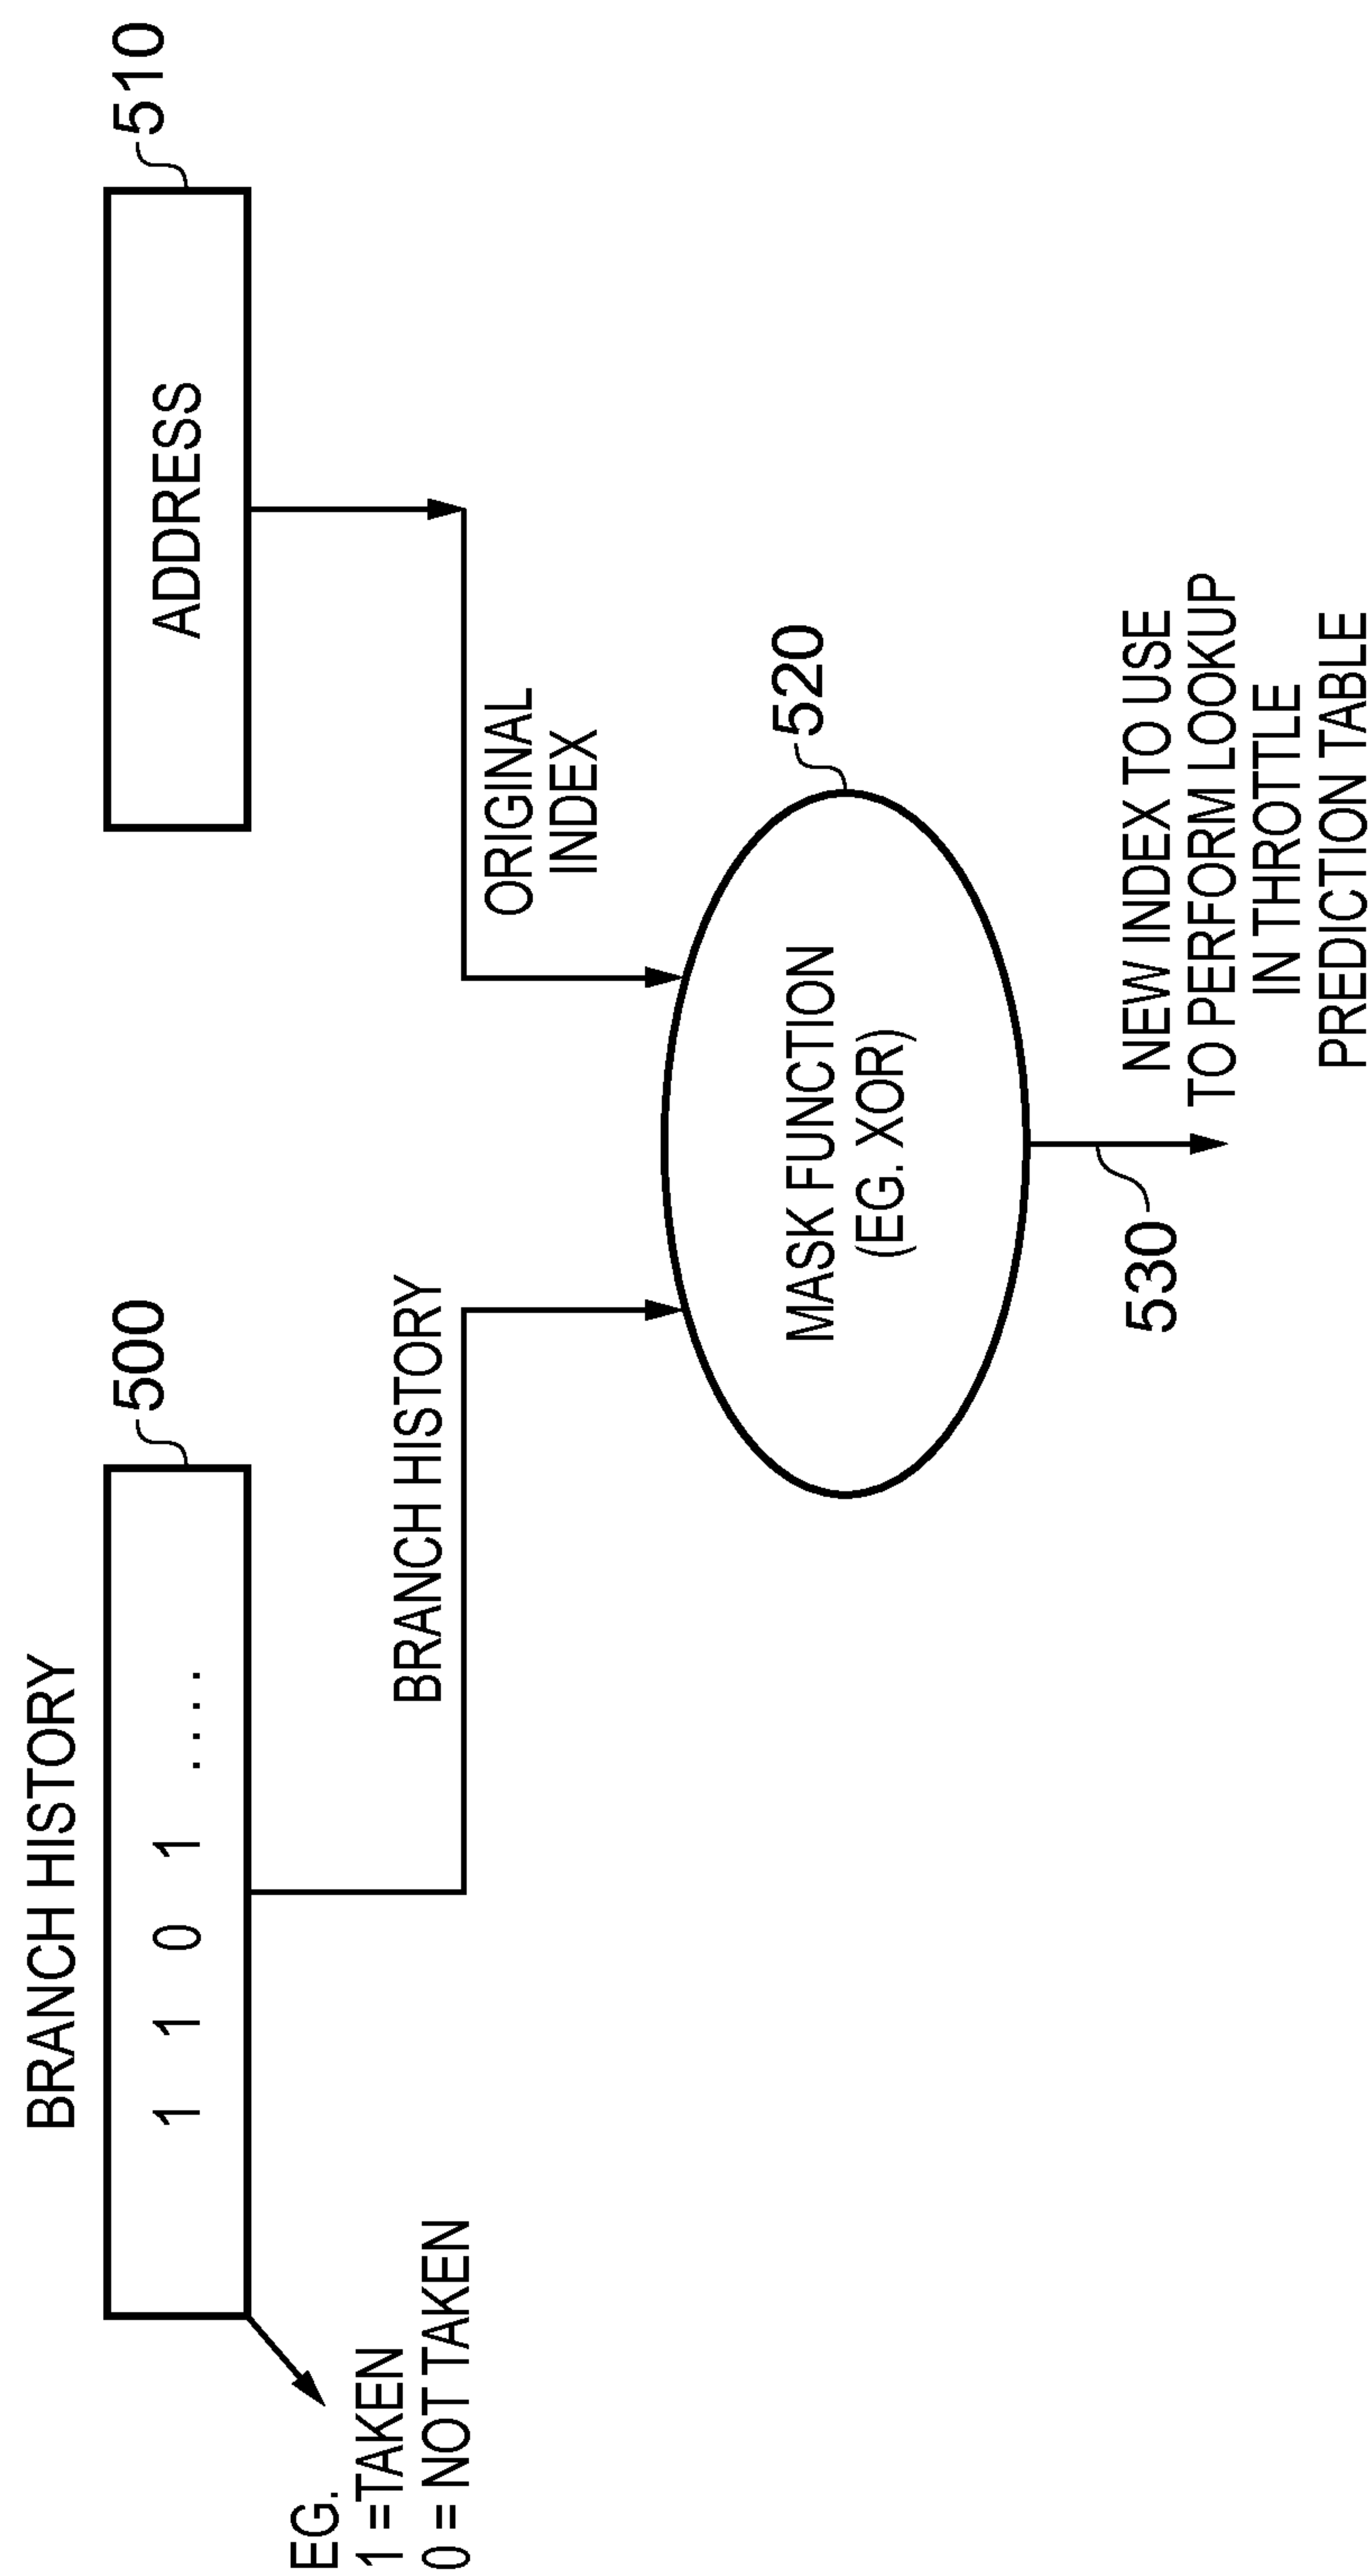 BRANCH HISTORY
500
1 1 0 1 ....
EG.
1 =TAKEN
0 = NOT TAKEN
510
ADDRESS
BRANCH HISTORY
ORIGINAL
INDEX
520
MASK FUNCTION
(EG. XOR)
530
NEW INDEX TO USE
TO PERFORM LOOKUP
IN THROTTLE
PREDICTION TABLE